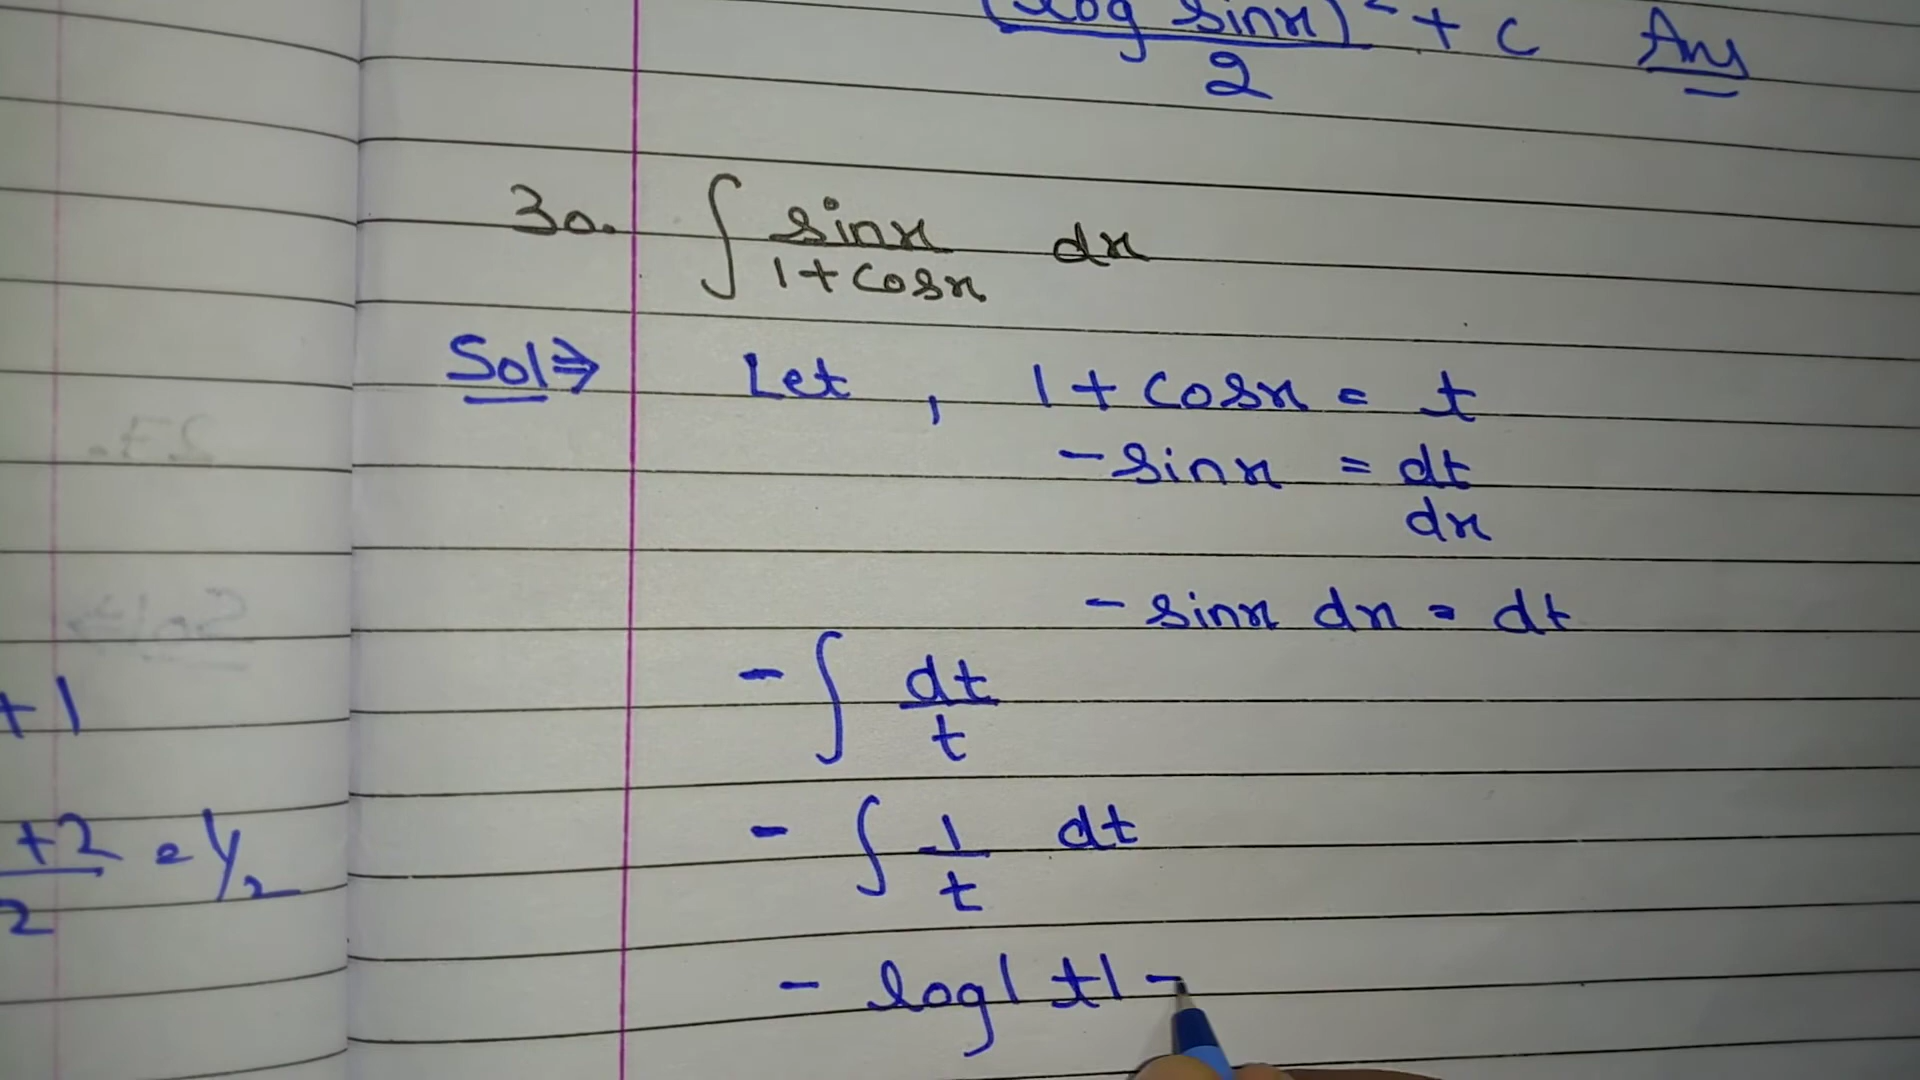 (log sinx)² + c Ans
2
30. ∫ sinx dx
1 + cosx
Sol⇒ Let , 1 + cosx = t
- sinx = dt
dx
- sinx dx = dt
- ∫ dt
t
+1
- ∫ 1 dt
t
+2 = 1/2
2
- log| t| -